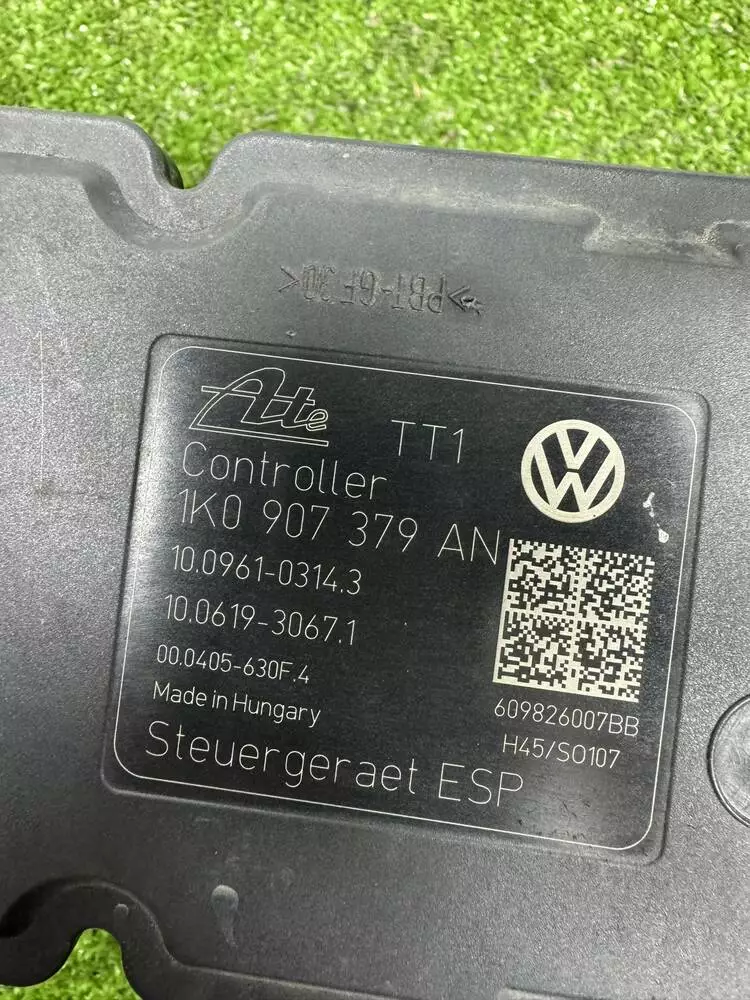 >PBT-GF30<
Ate
TT1
Controller
1K0 907 379 AN
10.0961-0314.3
10.0619-3067.1
00.0405-630F.4
Made in Hungary
Steuergeraet ESP
609826007BB
H45/SO107